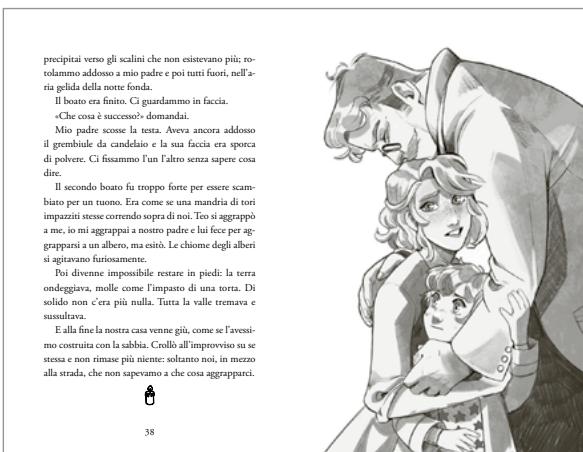 precipitai verso gli scalini che non esistevano più; ro-
tolammo addosso a mio padre e poi tutti fuori, nell'a-
ria gelida della notte fonda.
Il boato era finito. Ci guardammo in faccia.
«Che cosa è successo?» domandai.
Mio padre scosse la testa. Aveva ancora addosso
il grembiule da candelaio e la sua faccia era sporca
di polvere. Ci fissammo l'un l'altro senza sapere cosa
dire.
Il secondo boato fu troppo forte per essere scam-
biato per un tuono. Era come se una mandria di tori
impazziti stesse correndo sopra di noi. Teo si aggrappò
a me, io mi aggrappai a nostro padre e lui fece per ag-
grapparsi a un albero, ma esitò. Le chiome degli alberi
si agitavano furiosamente.
Poi divenne impossibile restare in piedi: la terra
ondeggiava, molle come l'impasto di una torta. Di
solido non c'era più nulla. Tutta la valle tremava e
sussultava.
E alla fine la nostra casa venne giù, come se l'avessi-
mo costruita con la sabbia. Crollò all'improvviso su se
stessa e non rimase più niente: soltanto noi, in mezzo
alla strada, che non sapevamo a che cosa aggrapparci.
38